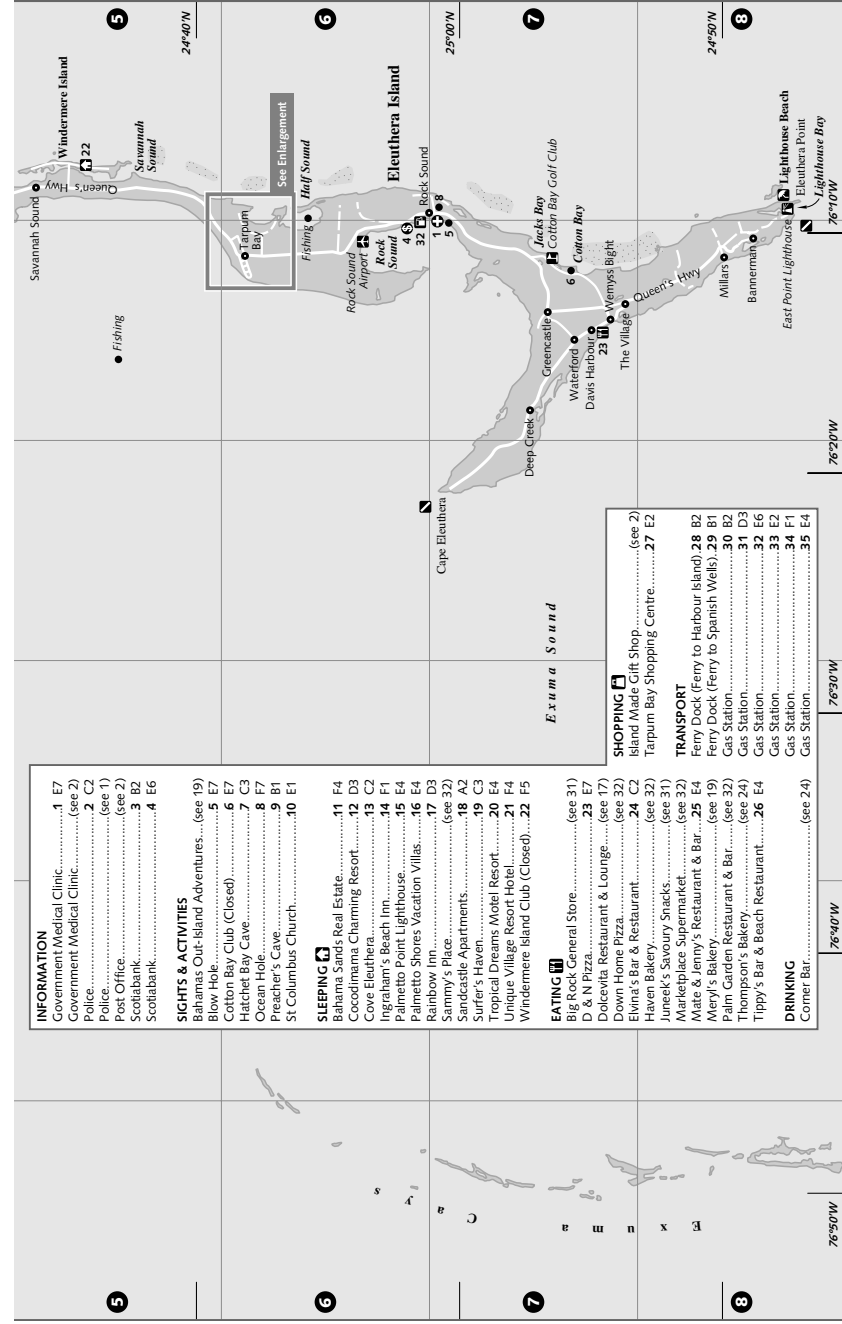 5
6
7
8
24°40'N
25°00'N
24°50'N
Savannah Sound
Windermere Island
22
Savannah
Sound
Queen's Hwy
Fishing
Tarpum
Bay
See Enlargement
Half Sound
Fishing
Rock Sound
Airport
Rock
Sound
Eleuthera Island
4
32
1
5
8
Rock Sound
Jacks Bay
Cotton Bay Golf Club
Cotton Bay
6
Greencastle
Waterford
Davis Harbour
23
Wemyss Bight
The Village
Queen's Hwy
Deep Creek
Cape Eleuthera
Millars
Bannerman
East Point Lighthouse
Lighthouse Beach
Eleuthera Point
Lighthouse Bay
Exuma Sound
Exuma Cays
INFORMATION
Government Medical Clinic..........1 E7
Government Medical Clinic..........(see 2)
Police..........2 C2
Police..........(see 1)
Post Office..........(see 2)
Scotiabank..........3 B2
Scotiabank..........4 E6
SIGHTS & ACTIVITIES
Bahamas Out-Island Adventures....(see 19)
Blow Hole..........5 E7
Cotton Bay Club (Closed)..........6 E7
Hatchet Bay Cave..........7 C3
Ocean Hole..........8 F7
Preacher's Cave..........9 B1
St Columbus Church..........10 E1
SLEEPING
Bahama Sands Real Estate..........11 F4
Cocodimama Charming Resort..........12 D3
Cove Eleuthera..........13 C2
Ingraham's Beach Inn..........14 F1
Palmetto Point Lighthouse..........15 E4
Palmetto Shores Vacation Villas..........16 E4
Rainbow Inn..........17 D3
Sammy's Place..........(see 32)
Sandcastle Apartments..........18 A2
Surfer's Haven..........19 C3
Tropical Dreams Motel Resort..........20 E4
Unique Village Resort Hotel..........21 F4
Windermere Island Club (Closed)..........22 F5
EATING
Big Rock General Store..........(see 31)
D & N Pizza..........23 E7
Dolcevita Restaurant & Lounge..........(see 17)
Down Home Pizza..........(see 32)
Elvina's Bar & Restaurant..........24 C2
Haven Bakery..........(see 32)
Juneek's Savoury Snacks..........(see 31)
Marketplace Supermarket..........(see 32)
Mate & Jenny's Restaurant & Bar....25 E4
Meryl's Bakery..........(see 19)
Palm Garden Restaurant & Bar..........(see 32)
Thompson's Bakery..........(see 24)
Tippy's Bar & Beach Restaurant..........26 E4
DRINKING
Corner Bar..........(see 24)
SHOPPING
Island Made Gift Shop..........(see 2)
Tarpum Bay Shopping Centre..........27 E2
TRANSPORT
Ferry Dock (Ferry to Harbour Island)..28 B2
Ferry Dock (Ferry to Spanish Wells)..29 B1
Gas Station..........30 B2
Gas Station..........31 D3
Gas Station..........32 E6
Gas Station..........33 E2
Gas Station..........34 F1
Gas Station..........35 E4
76°50'W
76°40'W
76°30'W
76°20'W
76°10'W
5
6
7
8